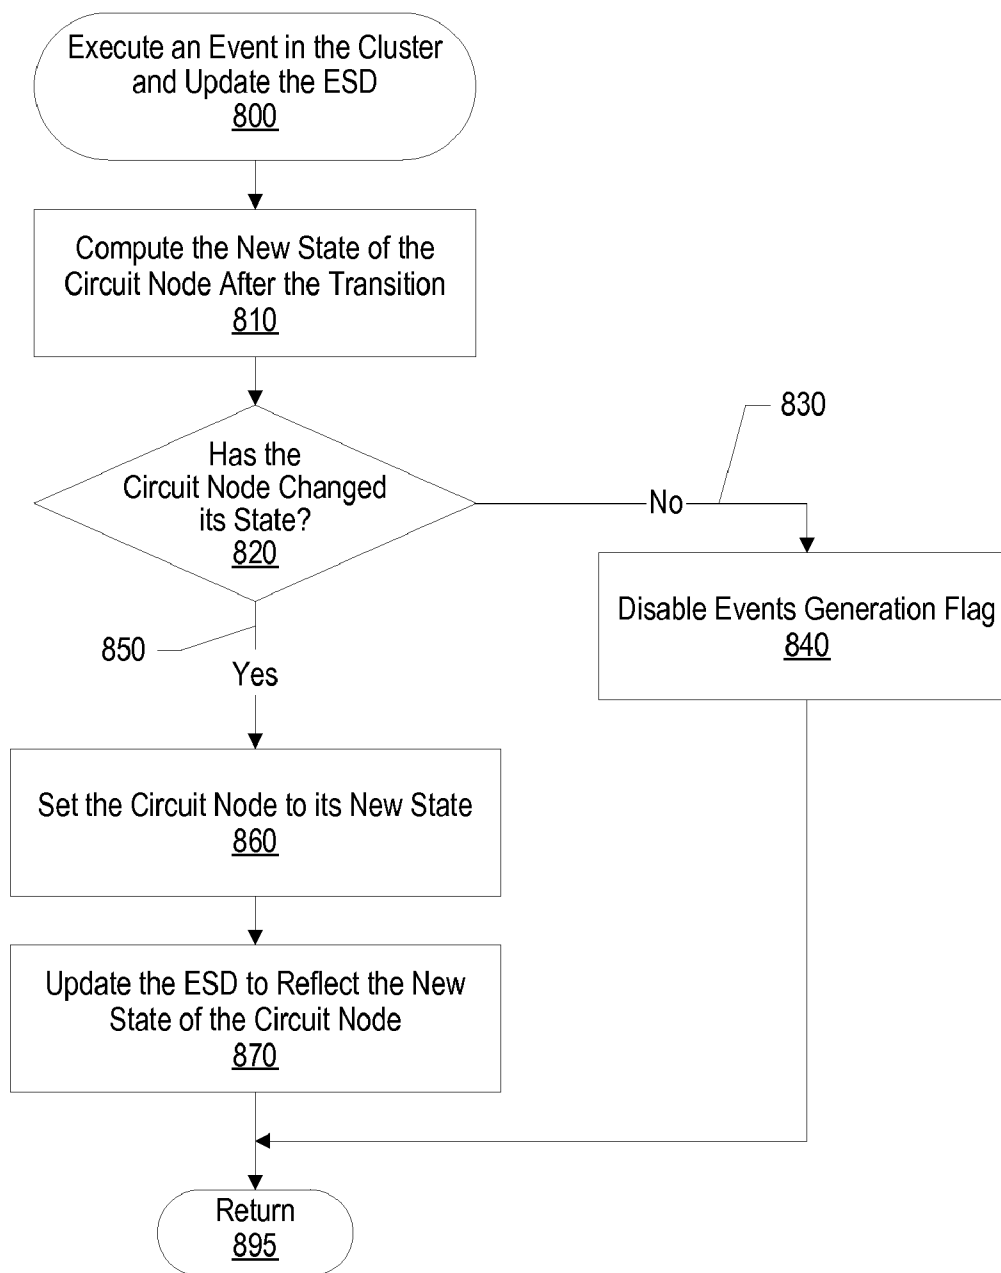 Execute an Event in the Cluster
and Update the ESD
800
Compute the New State of the
Circuit Node After the Transition
810
Has the
Circuit Node Changed
its State?
820
830
No
Disable Events Generation Flag
840
850
Yes
Set the Circuit Node to its New State
860
Update the ESD to Reflect the New
State of the Circuit Node
870
Return
895